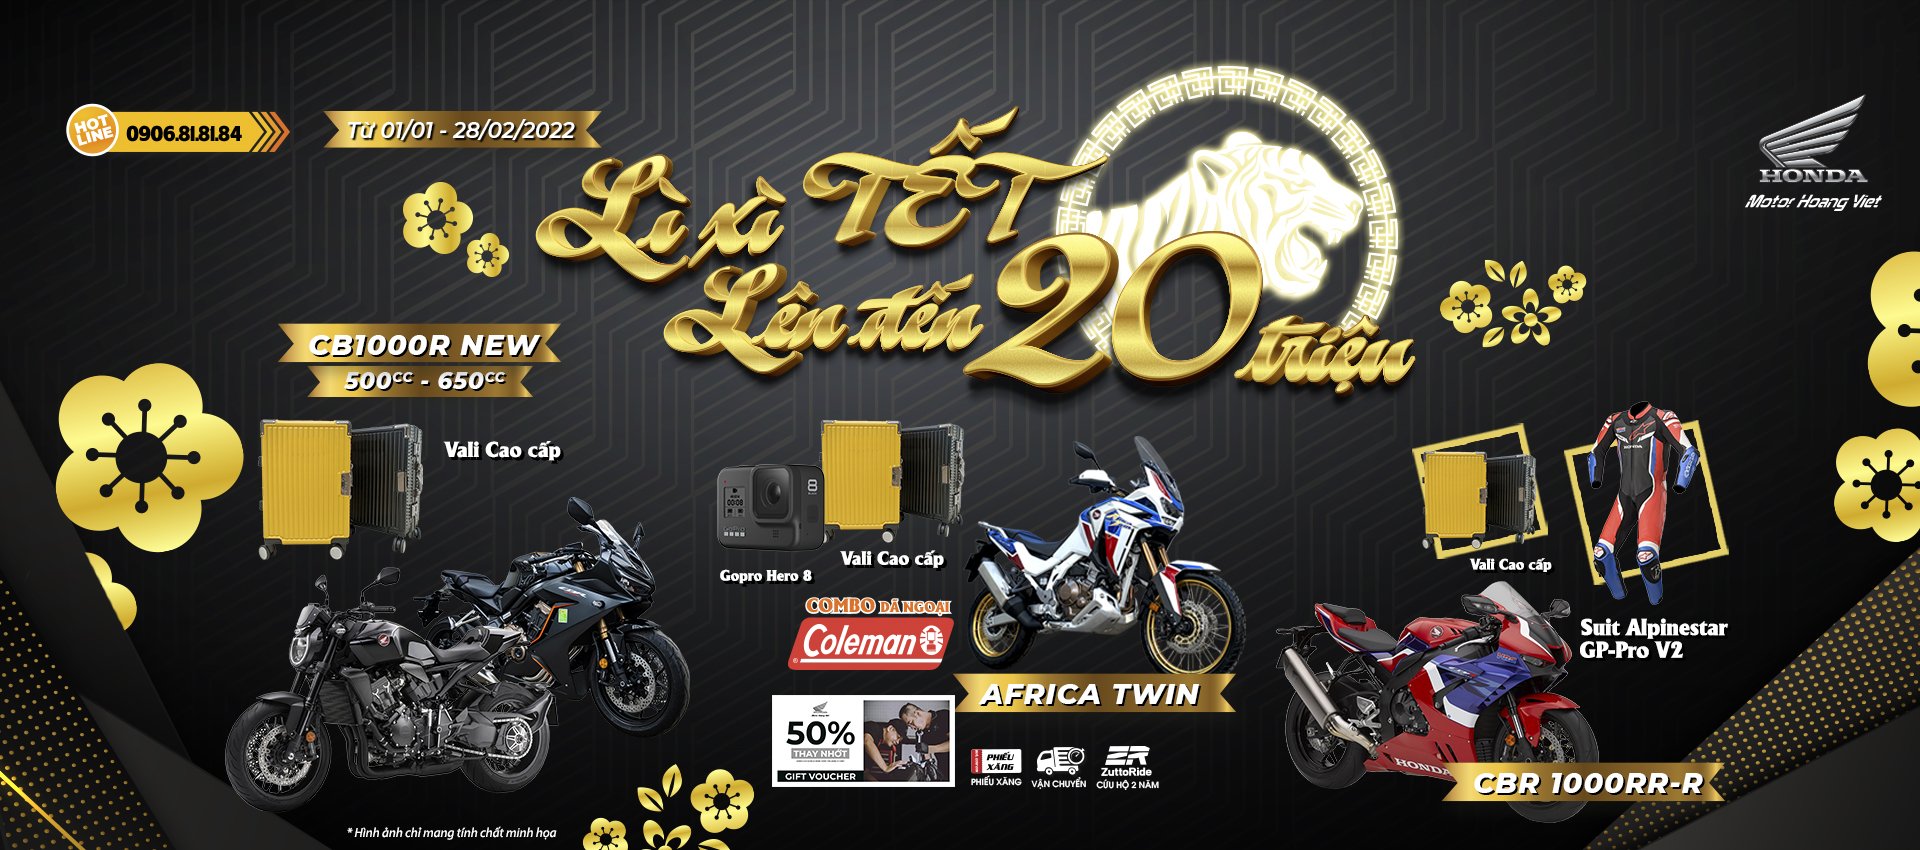 HOT
LINE
0906.81.81.84
Từ 01/01 - 28/02/2022
Lì xì TẾT
Lên đến 20 triệu
HONDA
Motor Hoang Viet
CB1000R NEW
500CC - 650CC
Vali Cao cấp
8
Gopro Hero 8
Vali Cao cấp
COMBO DÃ NGOẠI
Coleman
AFRICA TWIN
50%
THAY NHỚT
GIFT VOUCHER
PHIẾU
XĂNG
PHIẾU XĂNG
VẬN CHUYỂN
ZR
ZuttoRide
CỨU HỘ 2 NĂM
Vali Cao cấp
Suit Alpinestar
GP-Pro V2
HONDA
CBR 1000RR-R
* Hình ảnh chỉ mang tính chất minh họa